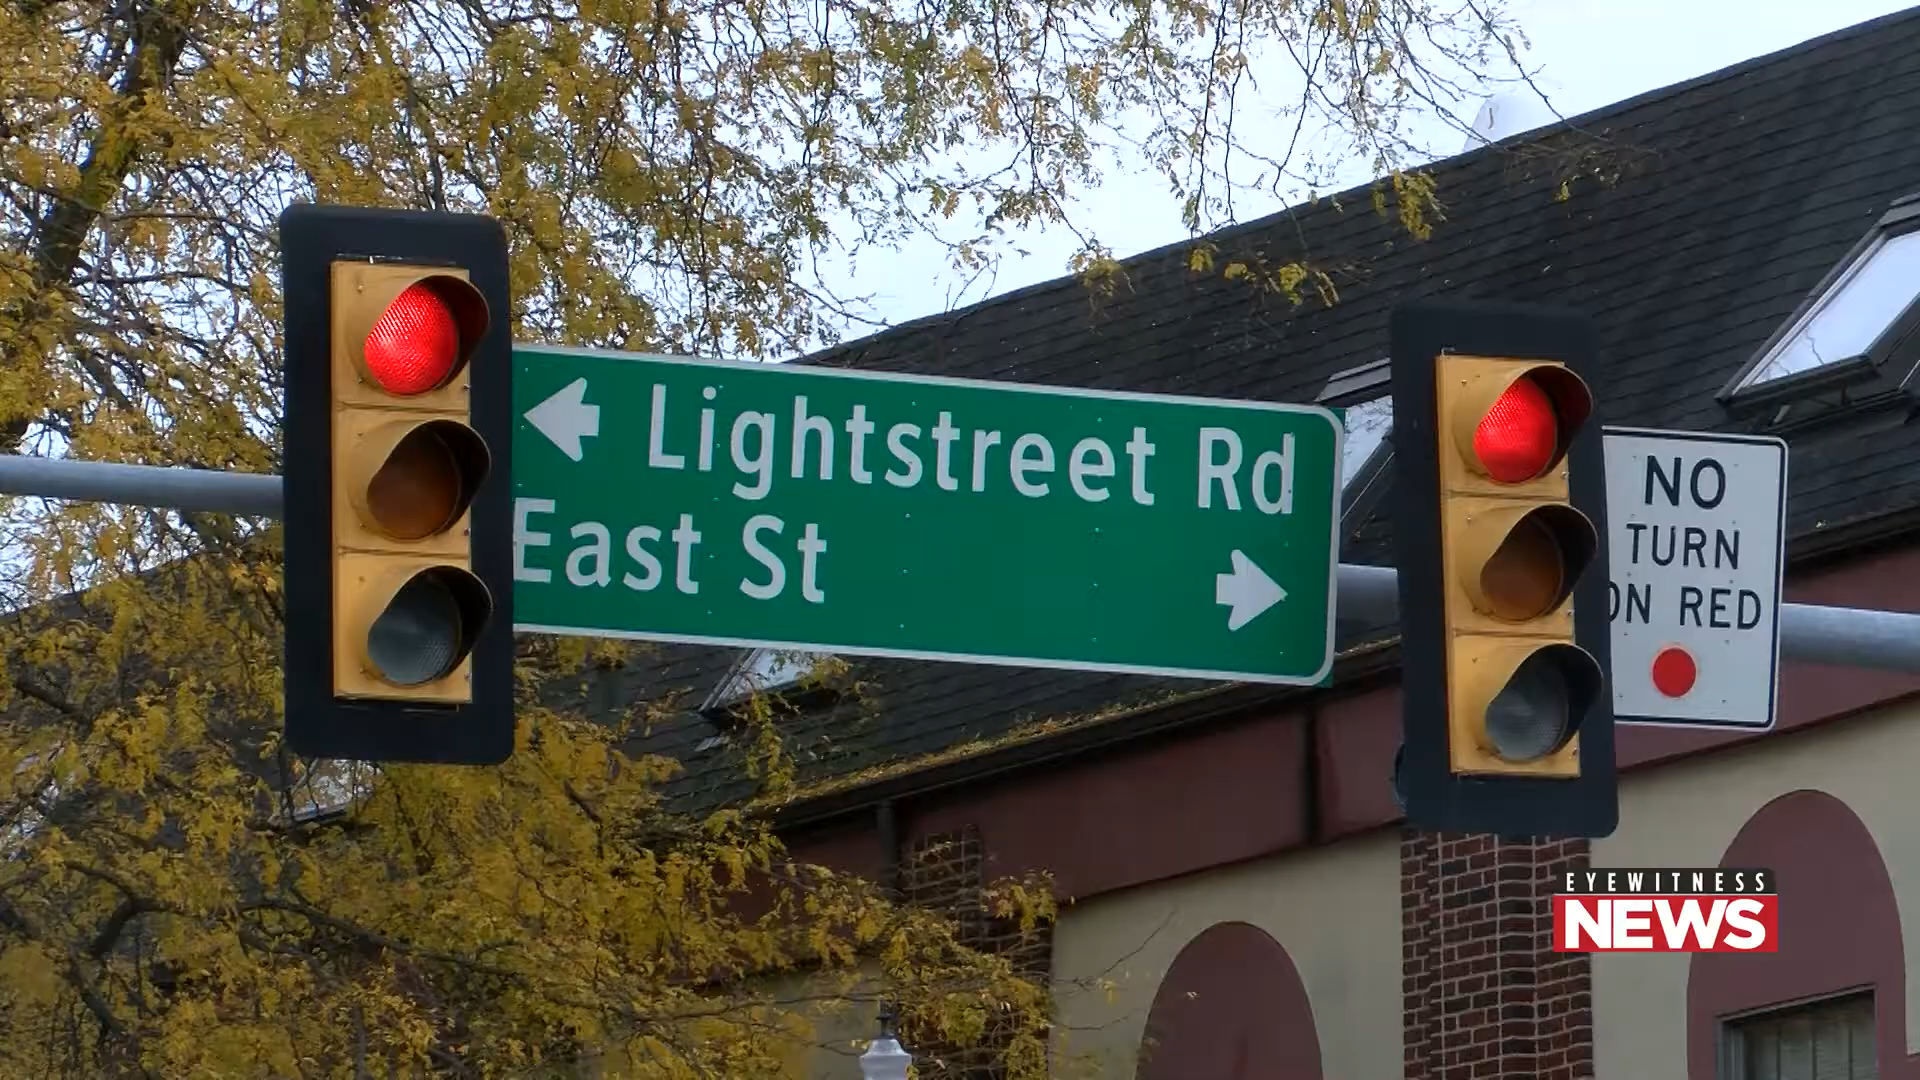 Lightstreet Rd
East St
NO
TURN
ON RED
EYEWITNESS
NEWS